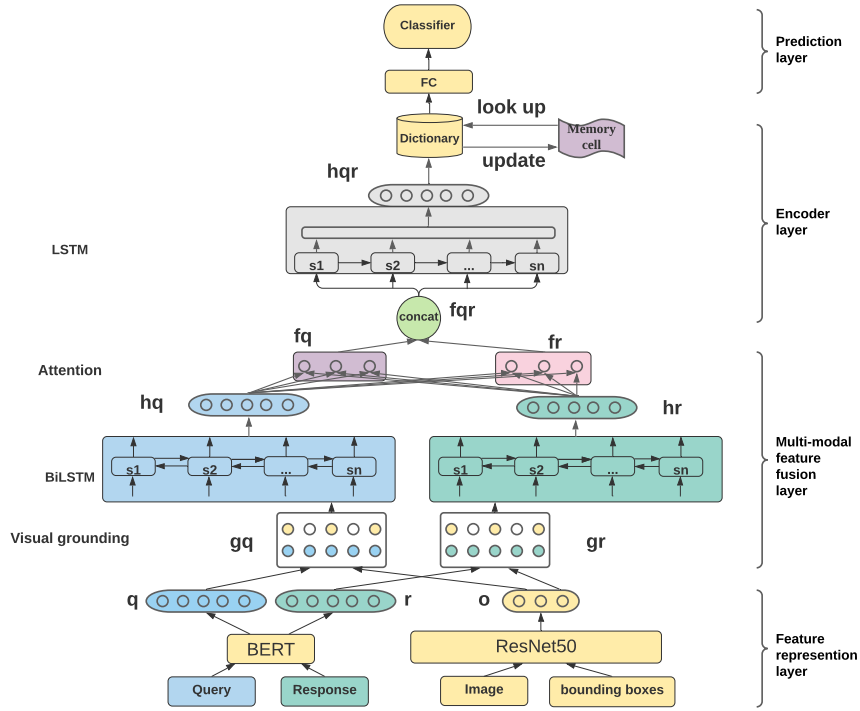 Classifier
Prediction
layer
FC
look up
Dictionary
Memory
cell
update
hqr
Encoder
layer
LSTM
s1
s2
...
sn
concat
fqr
fq
fr
Attention
hq
hr
Multi-modal
feature
fusion
layer
s1
s2
...
sn
s1
s2
...
sn
BiLSTM
Visual grounding
gq
gr
q
r
o
BERT
ResNet50
Feature
represention
layer
Query
Response
Image
bounding boxes